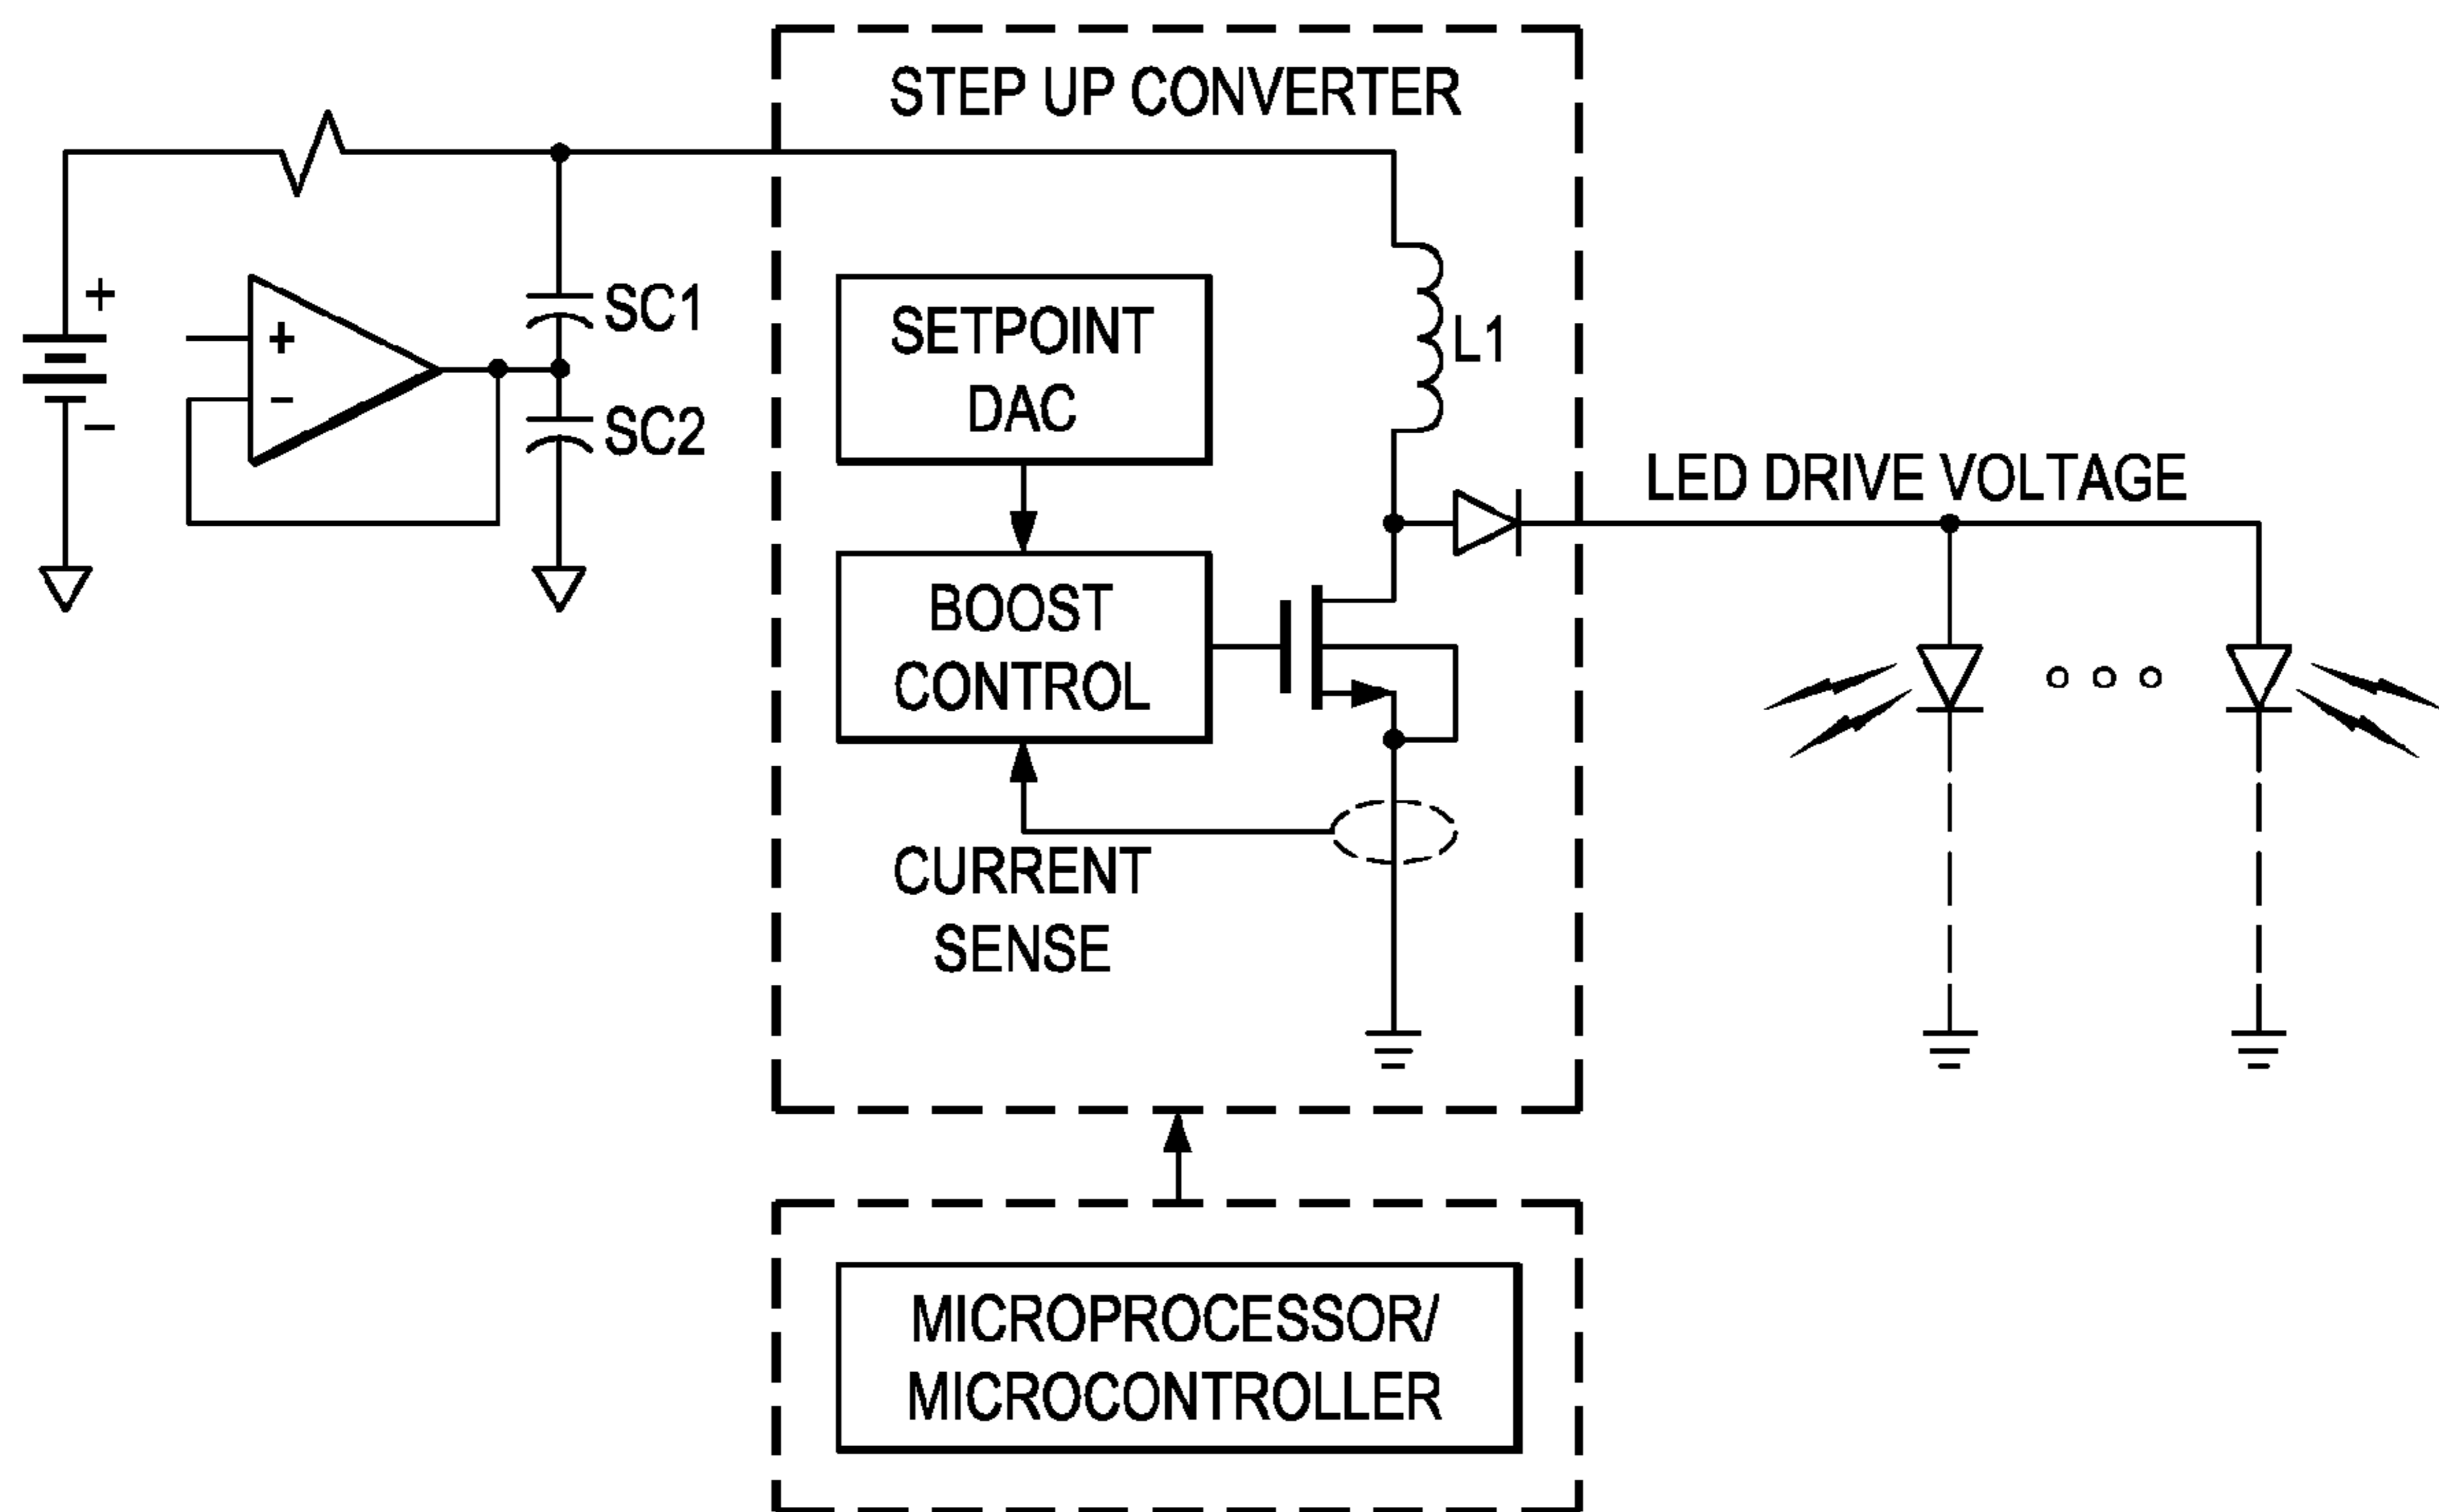 STEP UP CONVERTER
+
−
+
−
SC1
SC2
SETPOINT
DAC
L1
LED DRIVE VOLTAGE
BOOST
CONTROL
CURRENT
SENSE
MICROPROCESSOR/
MICROCONTROLLER